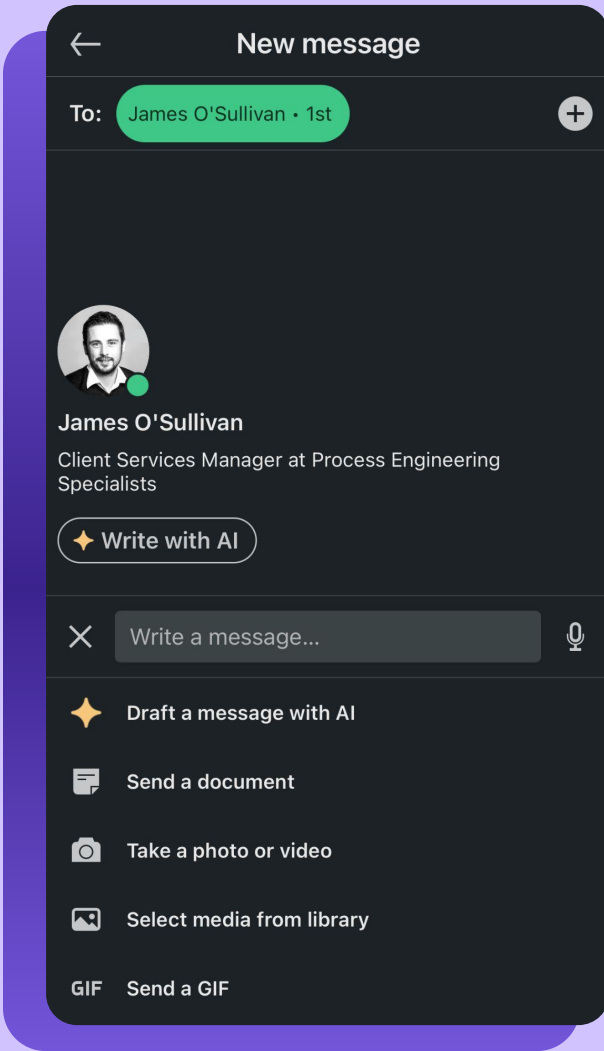 New message
To: James O'Sullivan • 1st
James O'Sullivan
Client Services Manager at Process Engineering
Specialists
Write with AI
Write a message...
Draft a message with AI
Send a document
Take a photo or video
Select media from library
GIF Send a GIF